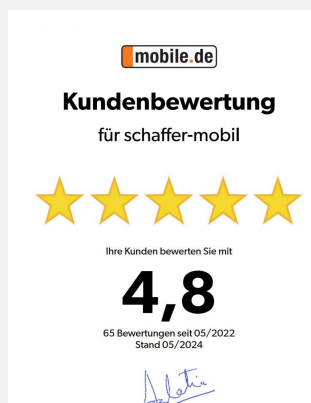 mobile.de
Kundenbewertung
für schaffer-mobil
Ihre Kunden bewerten Sie mit
4,8
65 Bewertungen seit 05/2022
Stand 05/2024